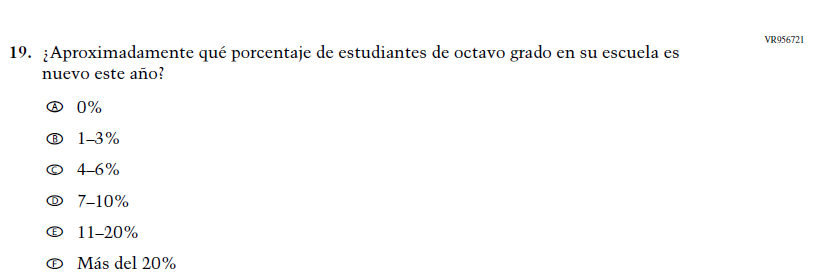 VR956721
19. ¿Aproximadamente qué porcentaje de estudiantes de octavo grado en su escuela es
nuevo este año?
A 0%
B 1–3%
C 4–6%
D 7–10%
E 11–20%
F Más del 20%